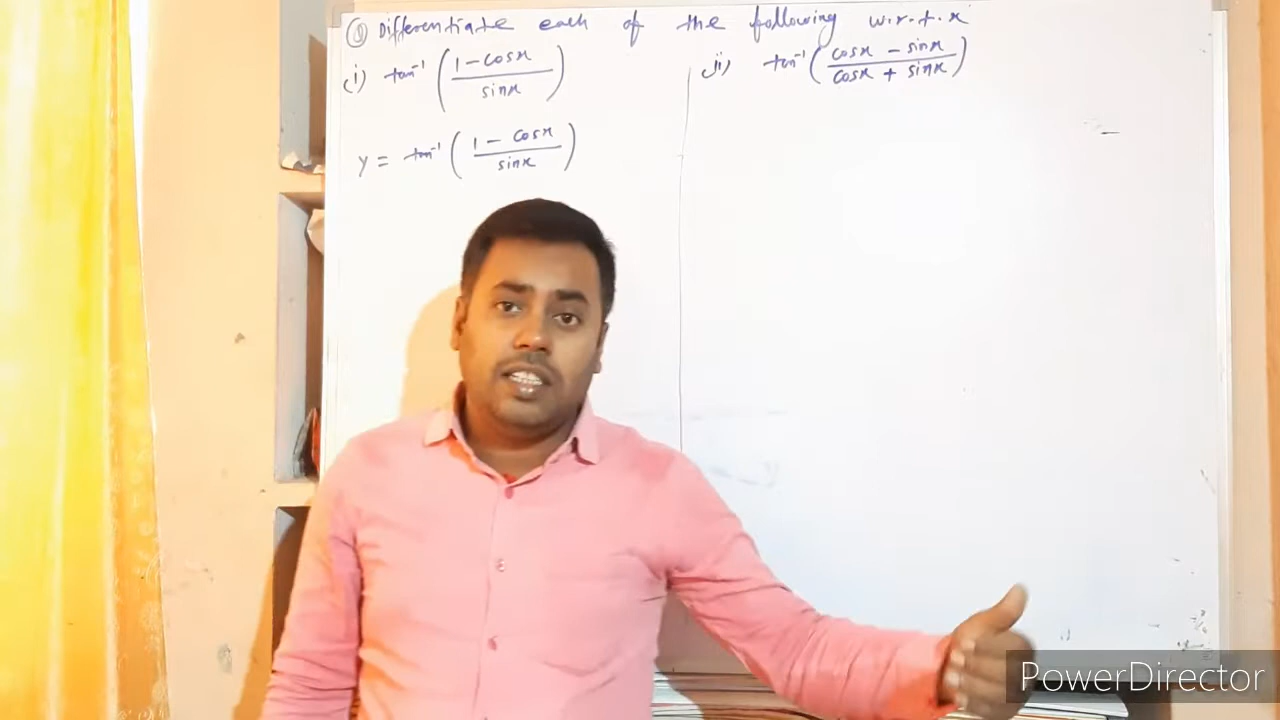 ① Differentiate each of the following w.r.t. x
(i) tan⁻¹ ((1 - cosx)/(sinx))
(ii) tan⁻¹ ((cosx - sinx)/(cosx + sinx))
y = tan⁻¹ ((1 - cosx)/(sinx))
PowerDirector